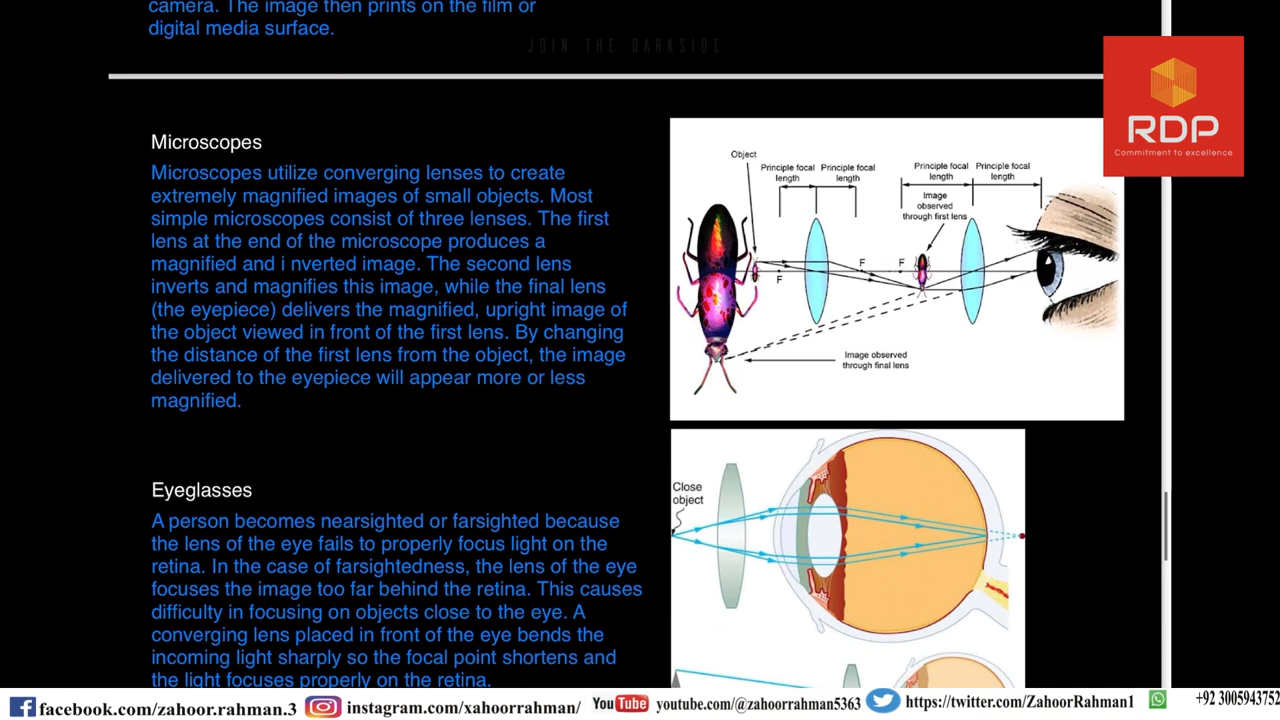 camera. The image then prints on the film or
digital media surface.
JOIN THE DARKSIDE
RDP
Commitment to excellence
Microscopes
Microscopes utilize converging lenses to create
extremely magnified images of small objects. Most
simple microscopes consist of three lenses. The first
lens at the end of the microscope produces a
magnified and i nverted image. The second lens
inverts and magnifies this image, while the final lens
(the eyepiece) delivers the magnified, upright image of
the object viewed in front of the first lens. By changing
the distance of the first lens from the object, the image
delivered to the eyepiece will appear more or less
magnified.
Object
Principle focal
length
Principle focal
length
Principle focal
length
Principle focal
length
Image
observed
through first lens
F
F
F
Image observed
through final lens
Eyeglasses
A person becomes nearsighted or farsighted because
the lens of the eye fails to properly focus light on the
retina. In the case of farsightedness, the lens of the eye
focuses the image too far behind the retina. This causes
difficulty in focusing on objects close to the eye. A
converging lens placed in front of the eye bends the
incoming light sharply so the focal point shortens and
the light focuses properly on the retina.
Close
object
facebook.com/zahoor.rahman.3
instagram.com/xahoorrahman/
YouTube
youtube.com/@zahoorrahman5363
https://twitter.com/ZahoorRahman1
+92 3005943752